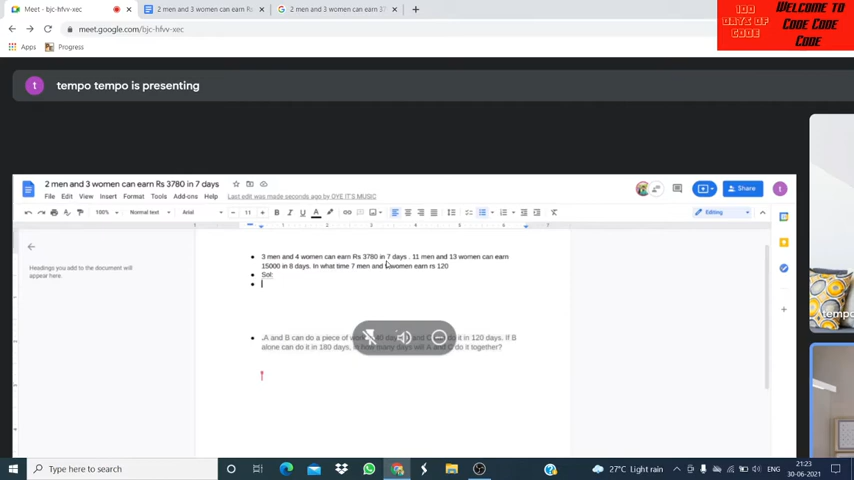 Meet - bjc-hfvv-xec
2 men and 3 women can earn Rs
2 men and 3 women can earn 37
meet.google.com/bjc-hfvv-xec
Apps
Progress
100
DAYS OF
CODE
Welcome to
Code Code
Code
t
tempo tempo is presenting
2 men and 3 women can earn Rs 3780 in 7 days
File Edit View Insert Format Tools Add-ons Help
Last edit was made seconds ago by OYE IT'S MUSIC
Share
t
100%
Normal text
Arial
11
B I U A
Editing
Headings you add to the document will
appear here.
3 men and 4 women can earn Rs 3780 in 7 days . 11 men and 13 women can earn
15000 in 8 days. In what time 7 men and women earn rs 120
Sol:
.A and B can do a piece of and do it in 120 days. If B
alone can do it in 180 days, in how many days will A and C do it together?
tempo
Type here to search
27°C Light rain
ENG
21:23
30-06-2021